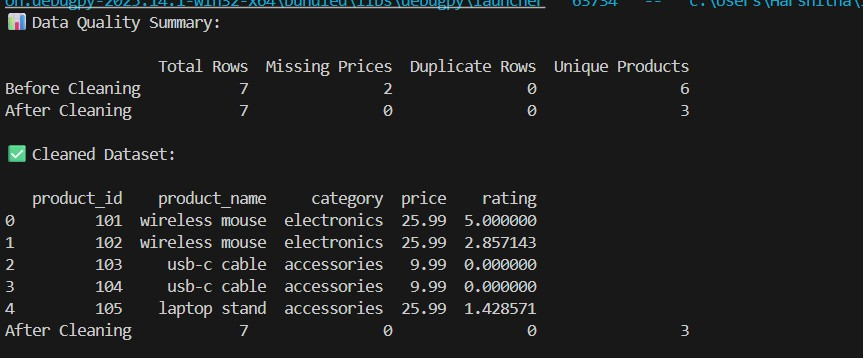 on.debugpy-2025.14.1-win32-x64\bundled\libs\debugpy\launcher' '63734' '--' 'c:\Users\Harshitha\
📊 Data Quality Summary:
Total Rows Missing Prices Duplicate Rows Unique Products
Before Cleaning 7 2 0 6
After Cleaning 7 0 0 3
✅ Cleaned Dataset:
product_id product_name category price rating
0 101 wireless mouse electronics 25.99 5.000000
1 102 wireless mouse electronics 25.99 2.857143
2 103 usb-c cable accessories 9.99 0.000000
3 104 usb-c cable accessories 9.99 0.000000
4 105 laptop stand accessories 25.99 1.428571
After Cleaning 7 0 0 3